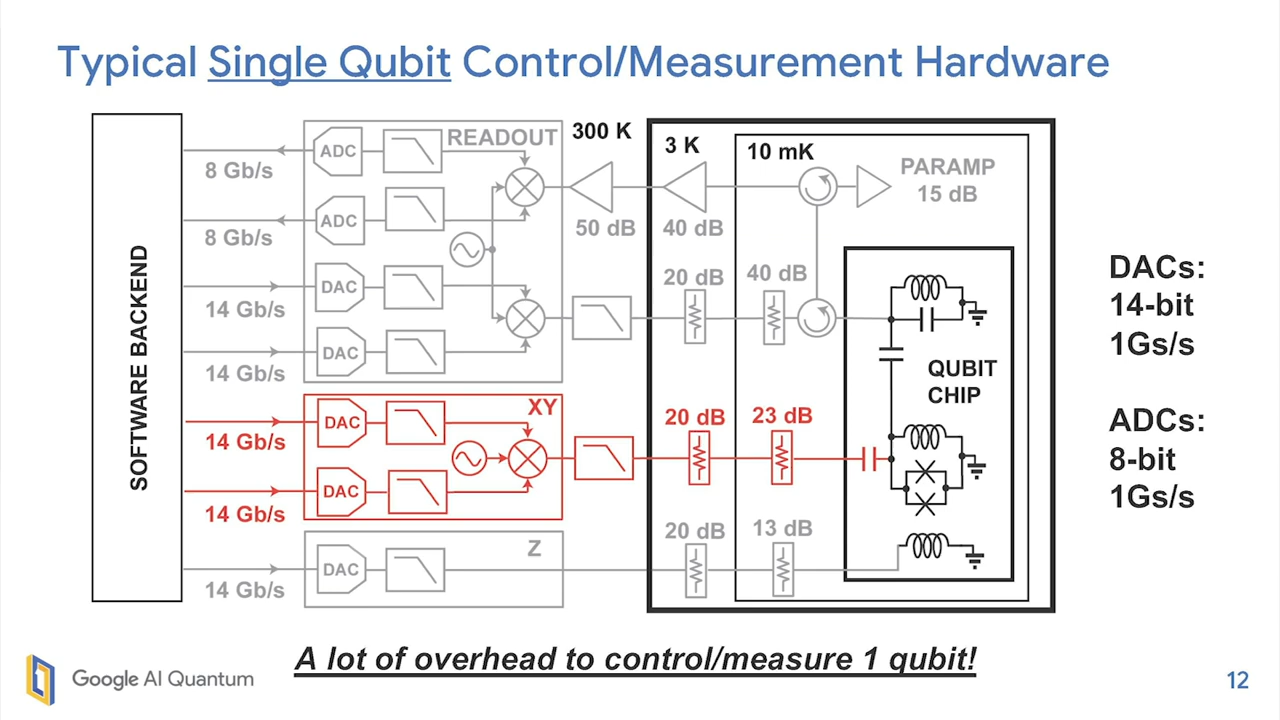 Typical Single Qubit Control/Measurement Hardware
SOFTWARE BACKEND
8 Gb/s
8 Gb/s
14 Gb/s
14 Gb/s
14 Gb/s
14 Gb/s
14 Gb/s
READOUT
ADC
ADC
DAC
DAC
XY
DAC
DAC
Z
DAC
300 K
50 dB
3 K
40 dB
20 dB
20 dB
20 dB
10 mK
40 dB
23 dB
13 dB
PARAMP
15 dB
QUBIT
CHIP
DACs:
14-bit
1Gs/s
ADCs:
8-bit
1Gs/s
A lot of overhead to control/measure 1 qubit!
Google AI Quantum
12